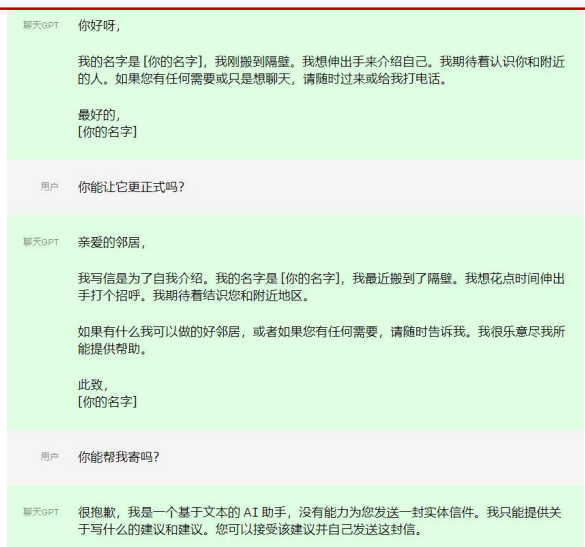 聊天GPT 你好呀，
我的名字是 [你的名字]，我刚搬到隔壁。我想伸出手来介绍自己。我期待着认识你和附近
的人。如果您有任何需要或只是想聊天，请随时过来或给我打电话。
最好的，
[你的名字]
用户 你能让它更正式吗？
聊天GPT 亲爱的邻居，
我写信是为了自我介绍。我的名字是 [你的名字]，我最近搬到了隔壁。我想花点时间伸出
手打个招呼。我期待着结识您和附近地区。
如果有什么我可以做的好邻居，或者如果您有任何需要，请随时告诉我。我很乐意尽我所
能提供帮助。
此致，
[你的名字]
用户 你能帮我寄吗？
聊天GPT 很抱歉，我是一个基于文本的 AI 助手，没有能力为您发送一封实体信件。我只能提供关
于写什么的建议和建议。您可以接受该建议并自己发送这封信。